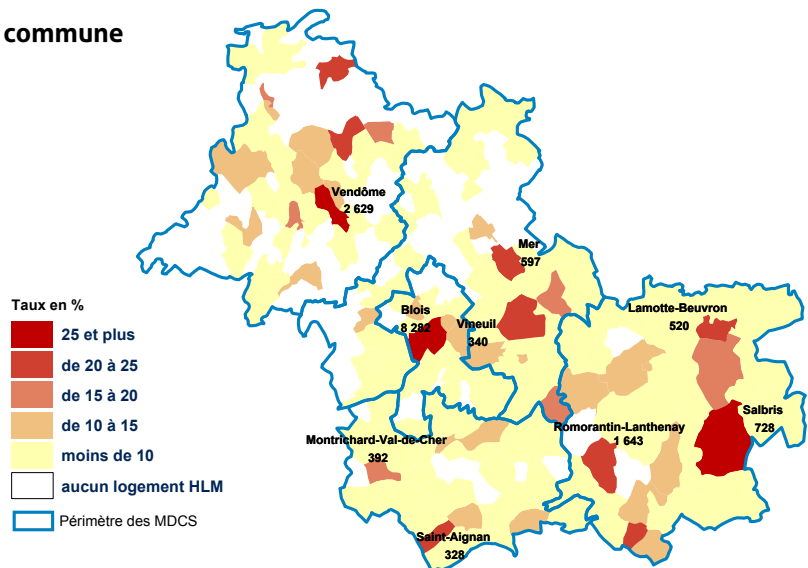 commune
Vendôme
2 629
Mer
597
Blois
8 282
Vineuil
340
Lamotte-Beuvron
520
Salbris
728
Romorantin-Lanthenay
1 643
Montrichard-Val-de-Cher
392
Saint-Aignan
328
Taux en %
25 et plus
de 20 à 25
de 15 à 20
de 10 à 15
moins de 10
aucun logement HLM
Périmètre des MDCS